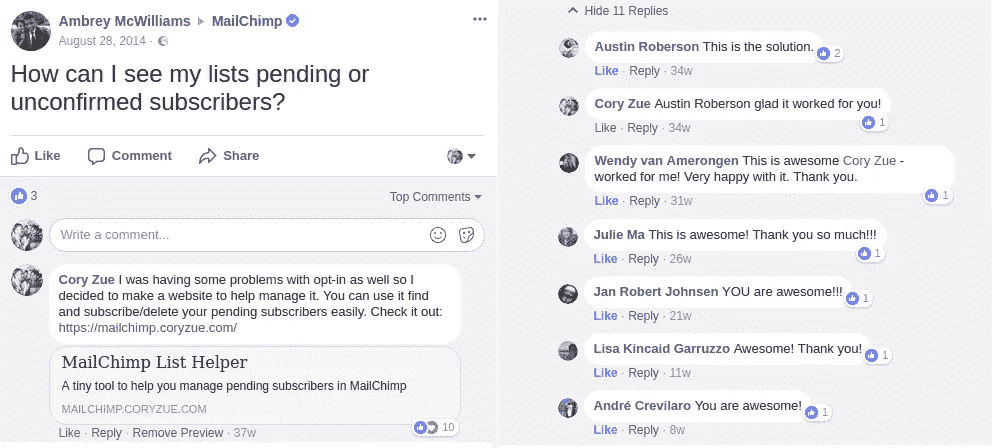 Ambrey McWilliams ▸ MailChimp
August 28, 2014 ·
How can I see my lists pending or
unconfirmed subscribers?
Like Comment Share
3
Top Comments
Write a comment...
Cory Zue I was having some problems with opt-in as well so I
decided to make a website to help manage it. You can use it find
and subscribe/delete your pending subscribers easily. Check it out:
https://mailchimp.coryzue.com/
MailChimp List Helper
A tiny tool to help you manage pending subscribers in MailChimp
MAILCHIMP.CORYZUE.COM
10
Like · Reply · Remove Preview · 37w
Hide 11 Replies
Austin Roberson This is the solution.
2
Like · Reply · 34w
Cory Zue Austin Roberson glad it worked for you!
1
Like · Reply · 34w
Wendy van Amerongen This is awesome Cory Zue -
worked for me! Very happy with it. Thank you.
1
Like · Reply · 31w
Julie Ma This is awesome! Thank you so much!!!
1
Like · Reply · 26w
Jan Robert Johnsen YOU are awesome!!!
1
Like · Reply · 21w
Lisa Kincaid Garruzzo Awesome! Thank you!
1
Like · Reply · 11w
André Crevilaro You are awesome!
1
Like · Reply · 8w